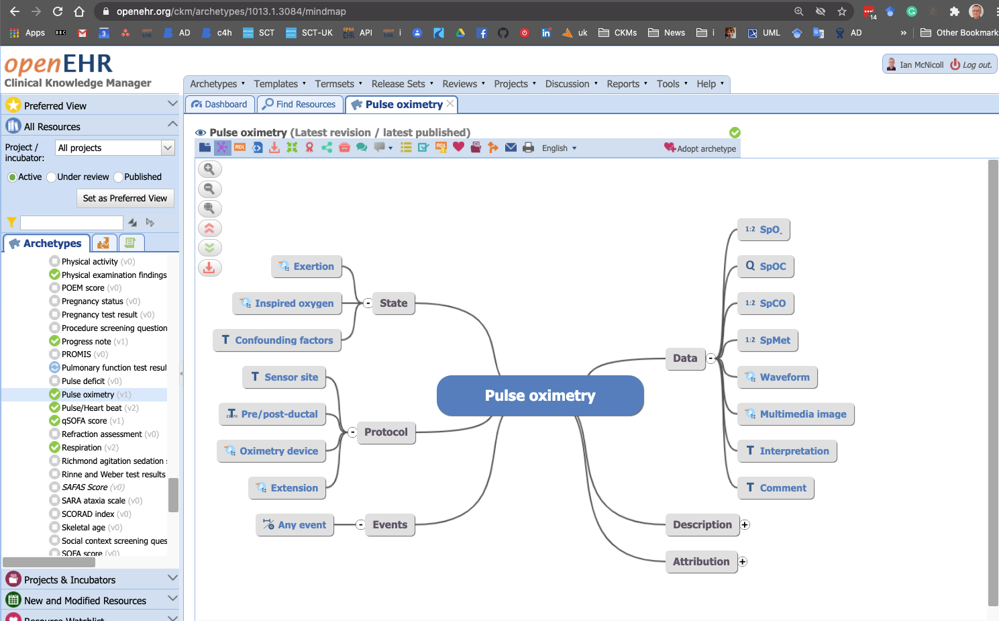 openehr.org/ckm/archetypes/1013.1.3084/mindmap
14
Apps BBC 3 AD c4h SCT SCT-UK API i uk CKMs News i UML AD » Other Bookmark
openEHR
Clinical Knowledge Manager
Ian McNicoll Log out.
Archetypes Templates Termsets Release Sets Reviews Projects Discussion Reports Tools Help
Dashboard Find Resources Pulse oximetry
Preferred View
All Resources
Project / incubator: All projects
Active Under review Published
Set as Preferred View
Archetypes
Physical activity (v0)
Physical examination findings
POEM score (v0)
Pregnancy status (v0)
Pregnancy test result (v0)
Procedure screening question
Progress note (v1)
PROMIS (v0)
Pulmonary function test resul
Pulse deficit (v0)
Pulse oximetry (v1)
Pulse/Heart beat (v2)
qSOFA score (v1)
Refraction assessment (v0)
Respiration (v2)
Richmond agitation sedation
Rinne and Weber test results
SAFAS Score (v0)
SARA ataxia scale (v0)
SCORAD index (v0)
Skeletal age (v0)
Social context screening ques
SOFA score (v0)
Projects & Incubators
New and Modified Resources
Resource Watchlist
Pulse oximetry (Latest revision / latest published)
ADL English Adopt archetype
Exertion
Inspired oxygen
T Confounding factors
State
T Sensor site
T Pre/post-ductal
Oximetry device
Extension
Protocol
Any event
Events
Pulse oximetry
Data
1:2 SpO₂
Q SpOC
1:2 SpCO
1:2 SpMet
Waveform
Multimedia image
T Interpretation
T Comment
Description
Attribution